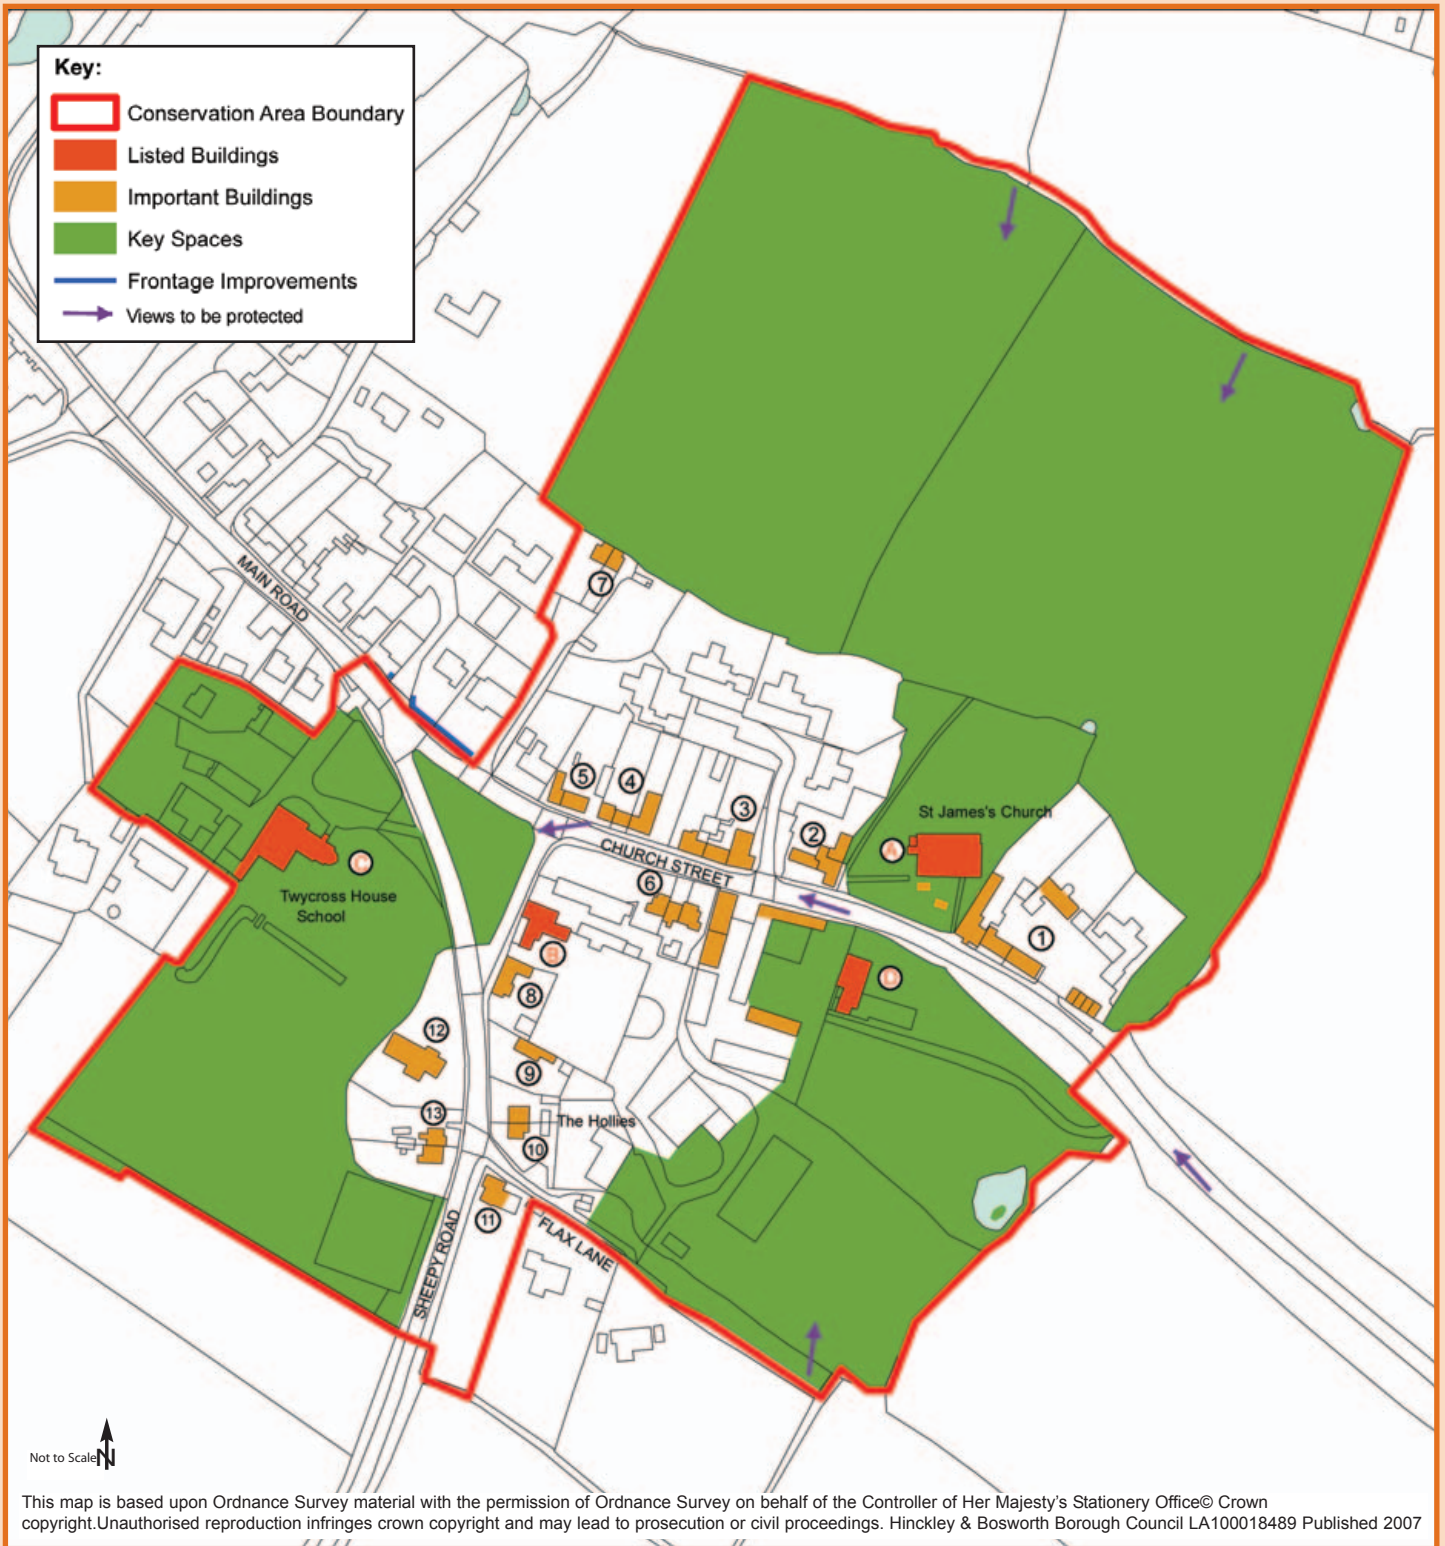 Key:
Conservation Area Boundary
Listed Buildings
Important Buildings
Key Spaces
Frontage Improvements
Views to be protected
MAIN ROAD
7
5
4
3
2
St James's Church
A
CHURCH STREET
6
C
Twycross House
School
1
B
D
8
12
9
13
The Hollies
10
11
FLAX LANE
SHEEPY ROAD
Not to Scale
N
This map is based upon Ordnance Survey material with the permission of Ordnance Survey on behalf of the Controller of Her Majesty's Stationery Office© Crown
copyright.Unauthorised reproduction infringes crown copyright and may lead to prosecution or civil proceedings. Hinckley & Bosworth Borough Council LA100018489 Published 2007